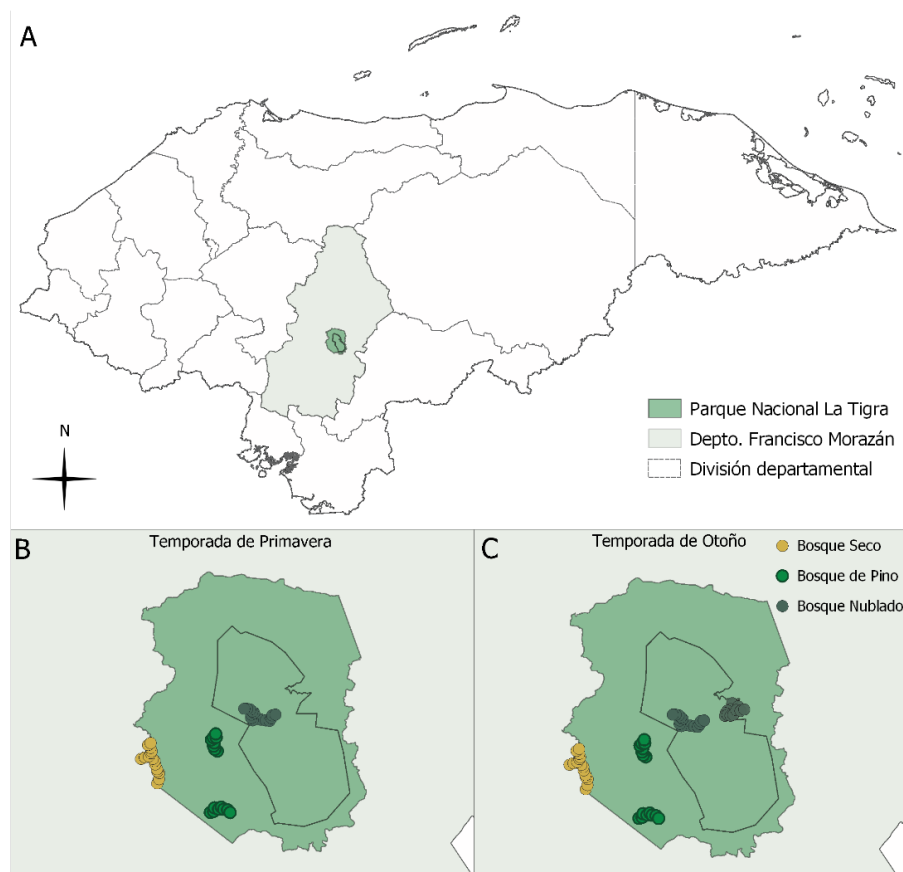 A
N
Parque Nacional La Tigra
Depto. Francisco Morazán
División departamental
B
Temporada de Primavera
C
Temporada de Otoño
Bosque Seco
Bosque de Pino
Bosque Nublado